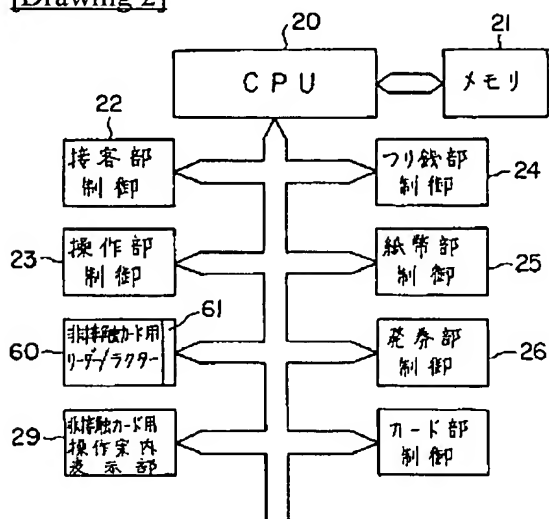 [Drawing 2]
20
CPU
21
メモリ
22
接客部
制御
つり銭部
制御
24
23
操作部
制御
紙幣部
制御
25
61
60
非接触カード用
リーダー/ラクター
発券部
制御
26
29
非接触カード用
操作案内
表示部
カード部
制御